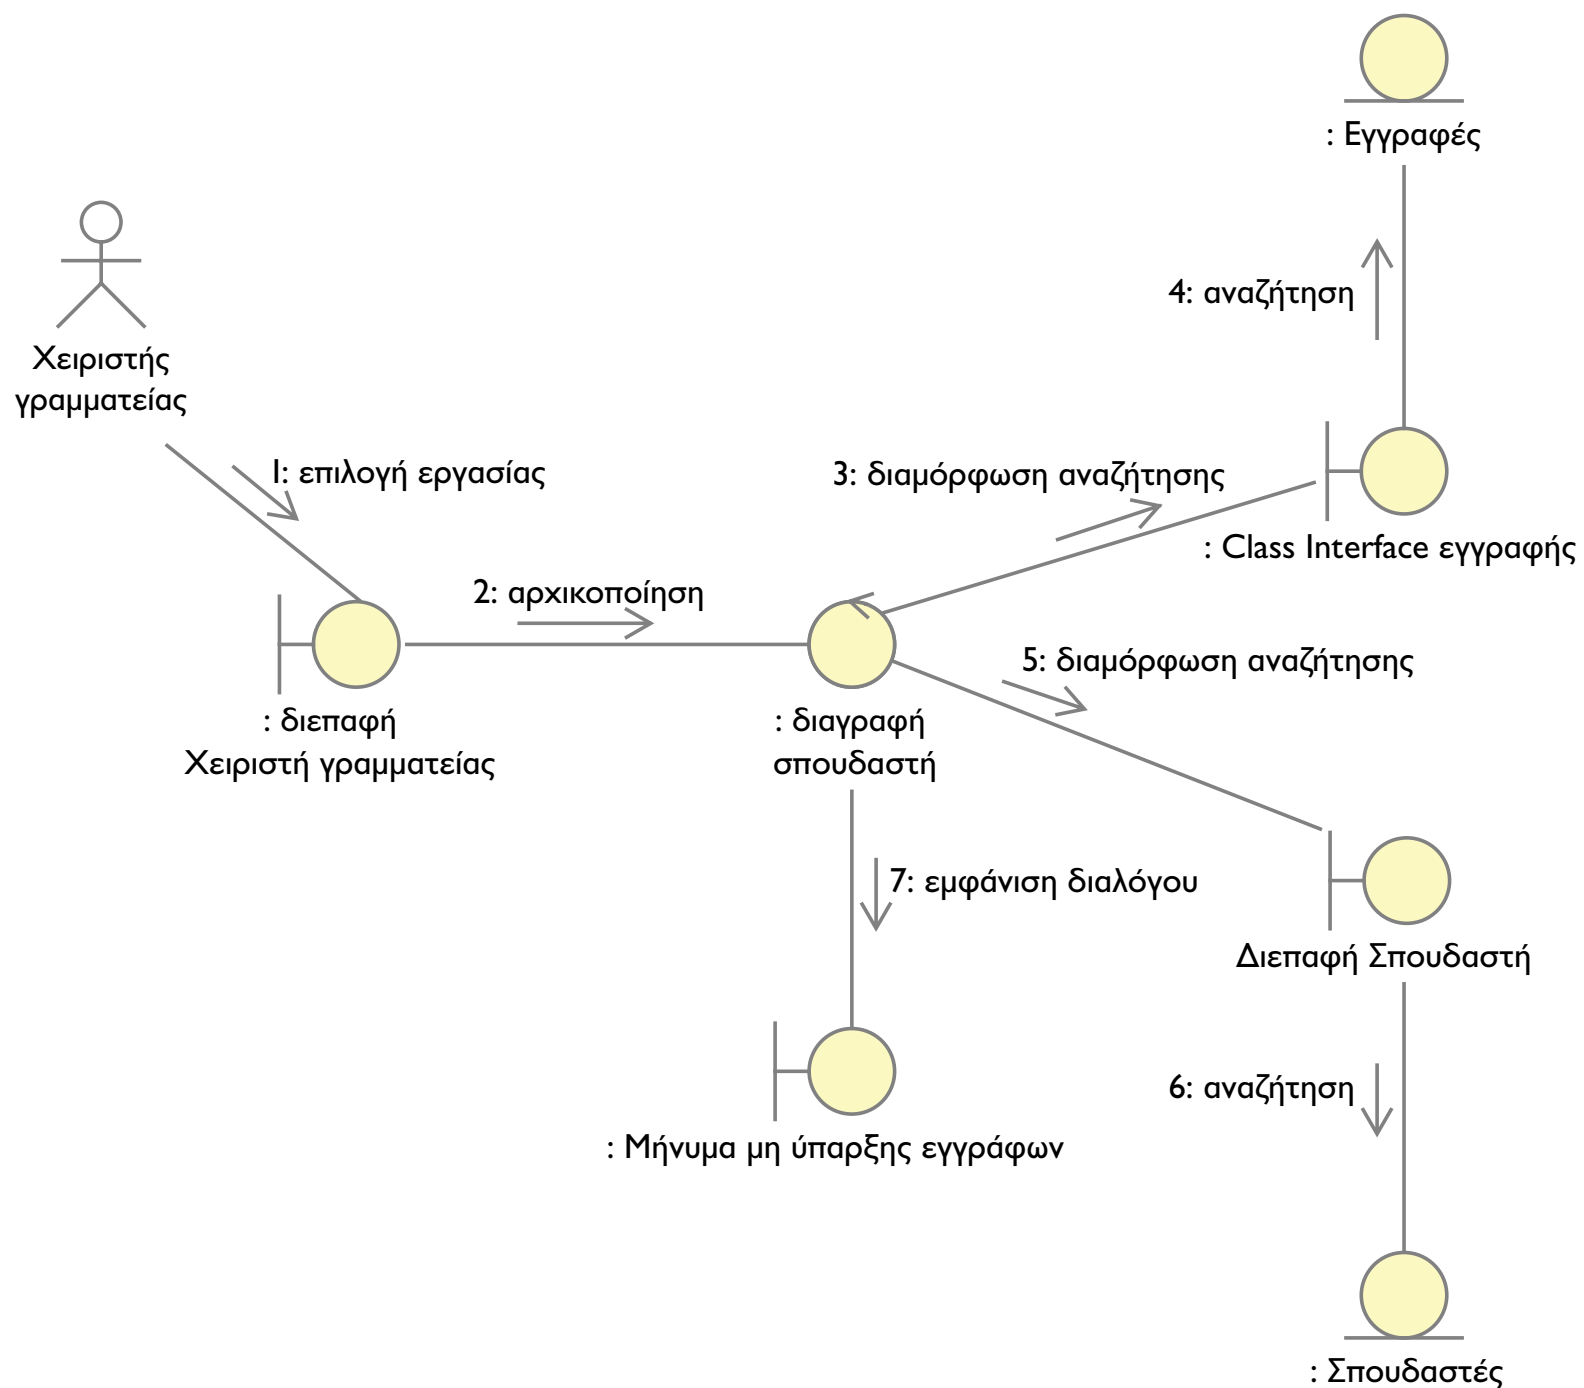 : Εγγραφές
4: αναζήτηση
Χειριστής
γραμματείας
1: επιλογή εργασίας
3: διαμόρφωση αναζήτησης
: Class Interface εγγραφής
2: αρχικοποίηση
5: διαμόρφωση αναζήτησης
: διεπαφή
Χειριστή γραμματείας
: διαγραφή
σπουδαστή
7: εμφάνιση διαλόγου
Διεπαφή Σπουδαστή
6: αναζήτηση
: Μήνυμα μη ύπαρξης εγγράφων
: Σπουδαστές